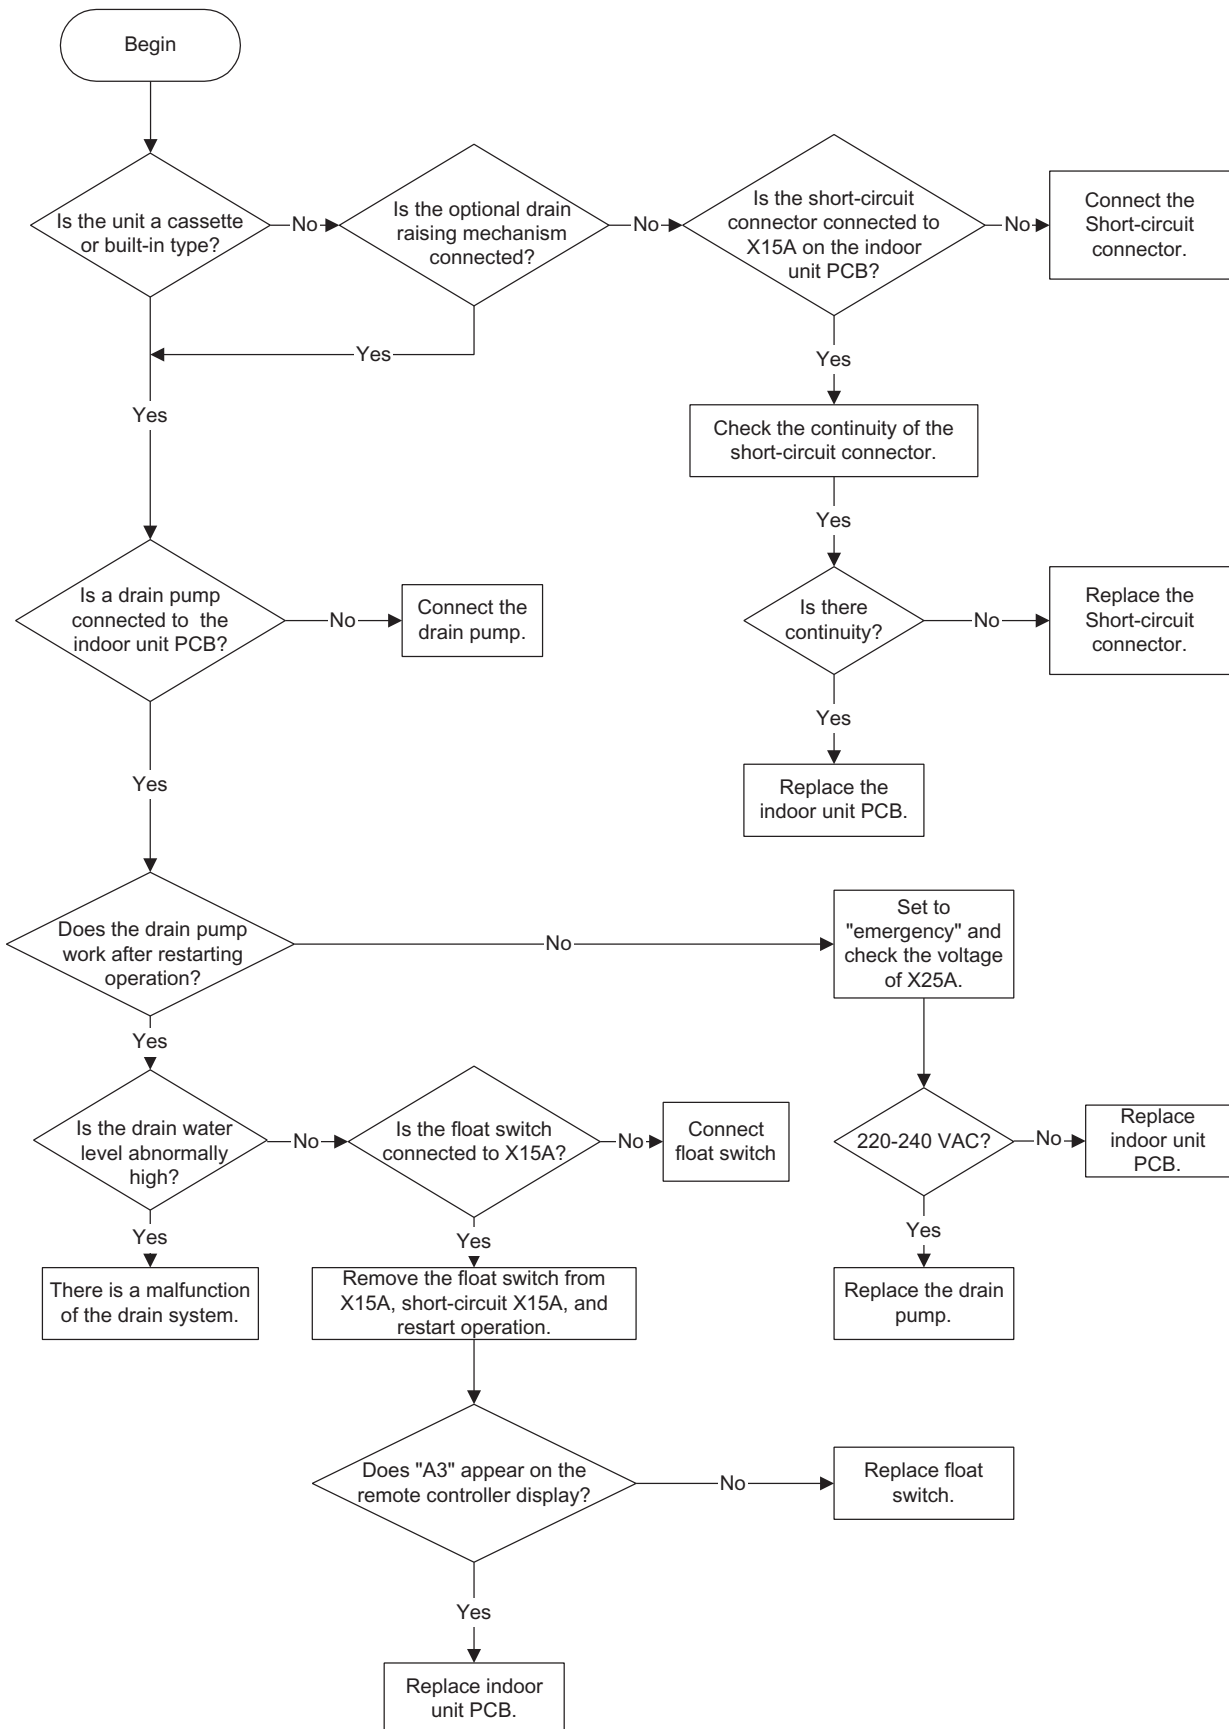 Begin
Is the unit a cassette
or built-in type?
No
Is the optional drain
raising mechanism
connected?
No
Is the short-circuit
connector connected to
X15A on the indoor
unit PCB?
No
Connect the
Short-circuit
connector.
Yes
Yes
Yes
Check the continuity of the
short-circuit connector.
Yes
Is a drain pump
connected to the
indoor unit PCB?
No
Connect the
drain pump.
Is there
continuity?
No
Replace the
Short-circuit
connector.
Yes
Yes
Replace the
indoor unit PCB.
Does the drain pump
work after restarting
operation?
No
Set to
"emergency" and
check the voltage
of X25A.
Yes
Is the drain water
level abnormally
high?
No
Is the float switch
connected to X15A?
No
Connect
float switch
220-240 VAC?
No
Replace
indoor unit
PCB.
Yes
Yes
Yes
There is a malfunction
of the drain system.
Remove the float switch from
X15A, short-circuit X15A, and
restart operation.
Replace the drain
pump.
Does "A3" appear on the
remote controller display?
No
Replace float
switch.
Yes
Replace indoor
unit PCB.